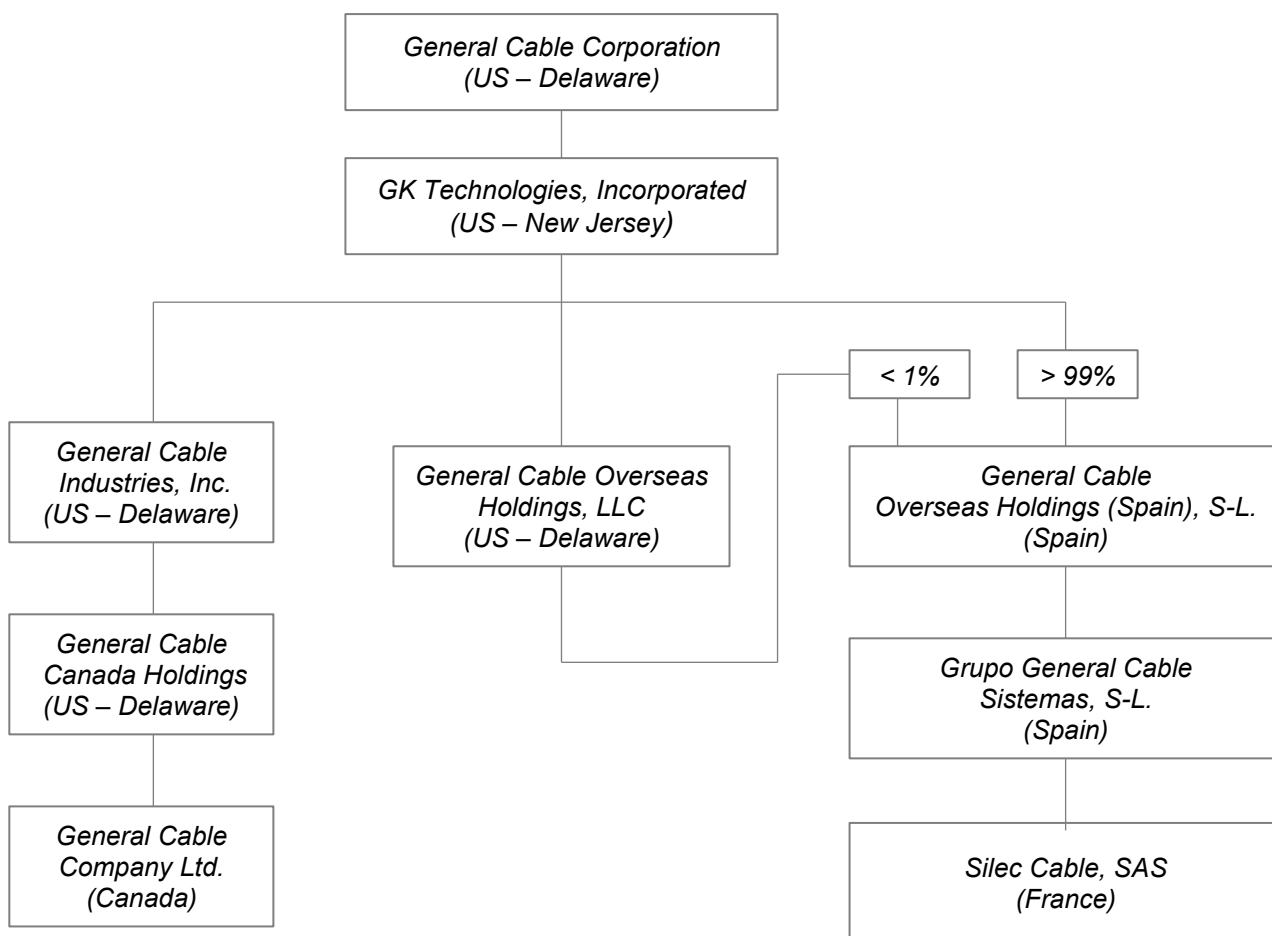 General Cable Corporation
(US – Delaware)
GK Technologies, Incorporated
(US – New Jersey)
< 1%
> 99%
General Cable
Industries, Inc.
(US – Delaware)
General Cable Overseas
Holdings, LLC
(US – Delaware)
General Cable
Overseas Holdings (Spain), S-L.
(Spain)
General Cable
Canada Holdings
(US – Delaware)
Grupo General Cable
Sistemas, S-L.
(Spain)
General Cable
Company Ltd.
(Canada)
Silec Cable, SAS
(France)